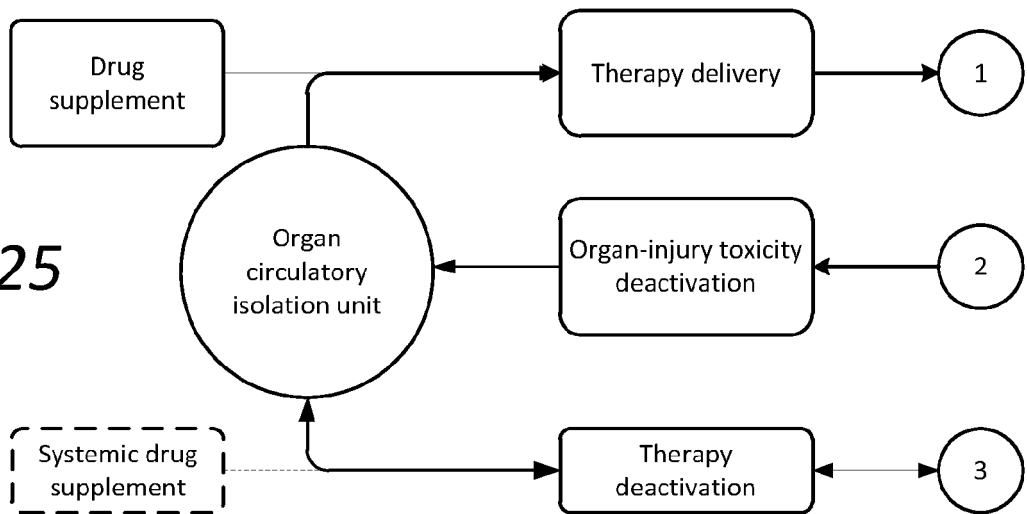 Drug
supplement
Therapy delivery
1
25
Organ
circulatory
isolation unit
Organ-injury toxicity
deactivation
2
Systemic drug
supplement
Therapy
deactivation
3